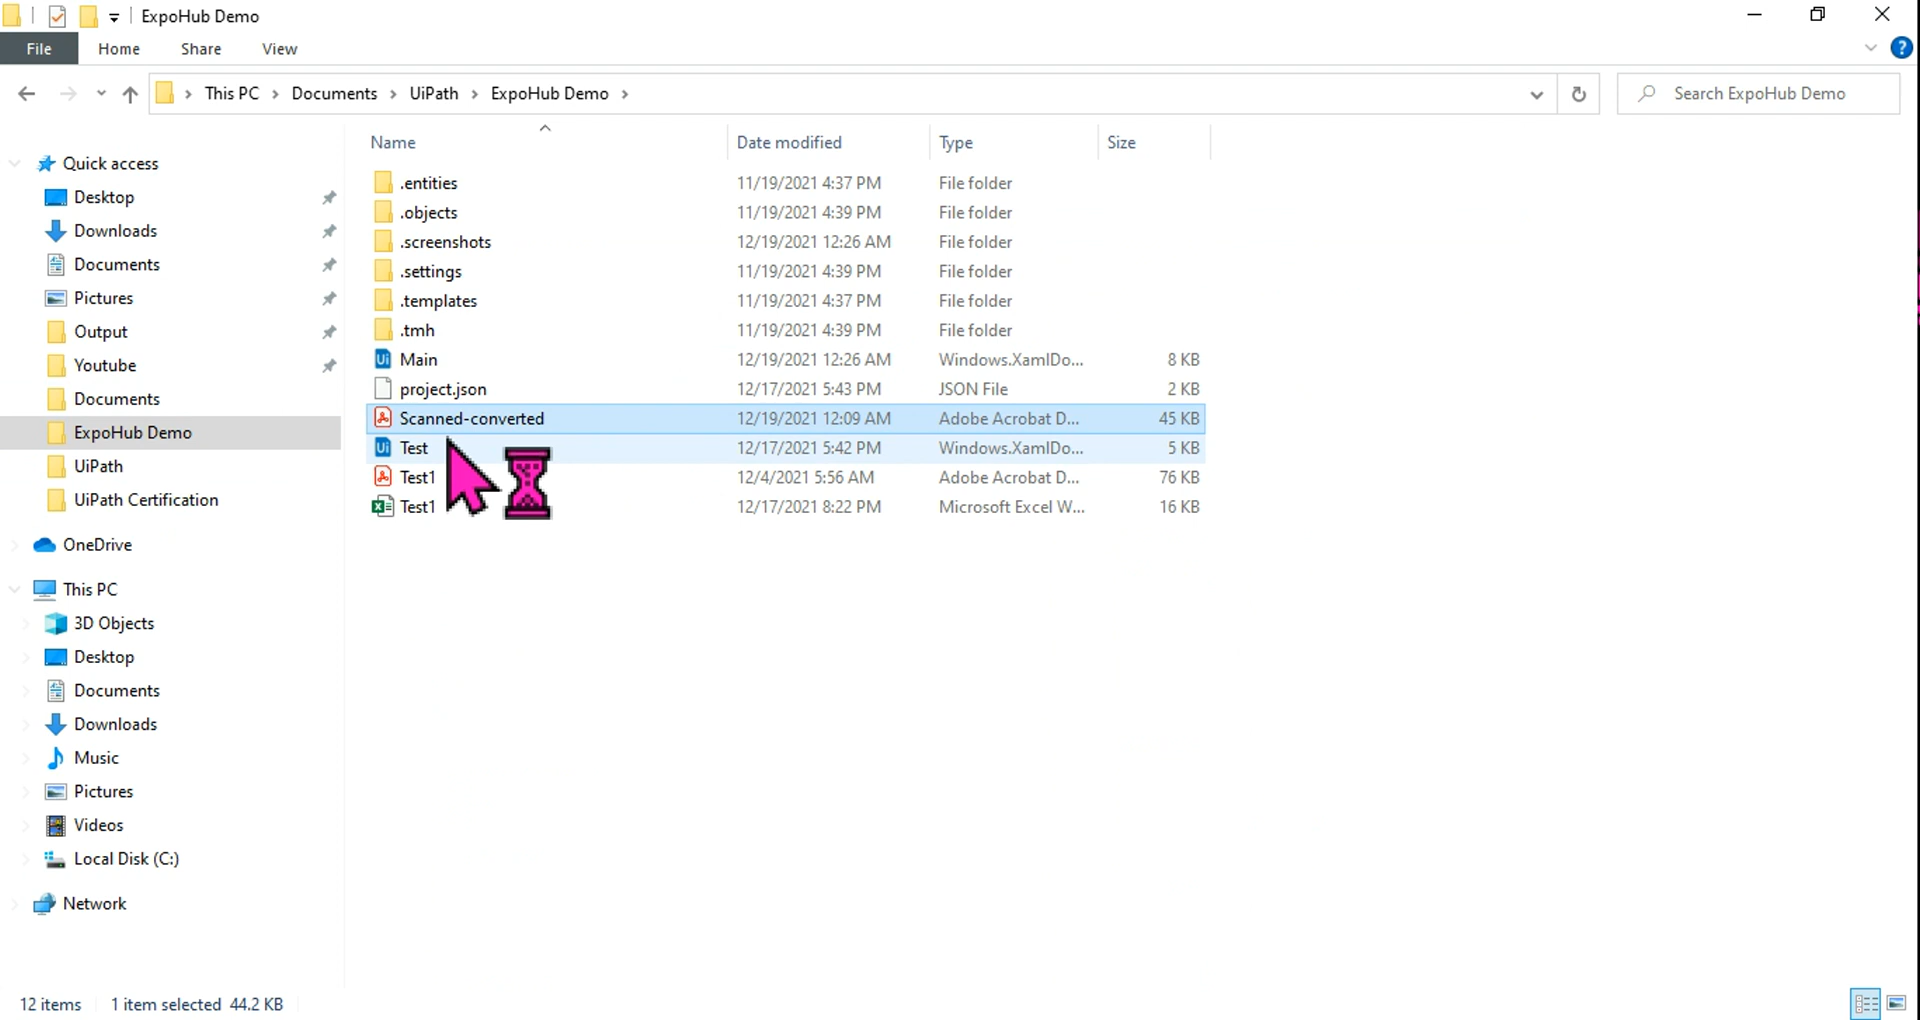 ExpoHub Demo
File Home Share View
This PC Documents UiPath ExpoHub Demo Search ExpoHub Demo
Name Date modified Type Size
Quick access
Desktop
Downloads
Documents
Pictures
Output
Youtube
Documents
ExpoHub Demo
UiPath
UiPath Certification
OneDrive
This PC
3D Objects
Desktop
Documents
Downloads
Music
Pictures
Videos
Local Disk (C:)
Network
.entities 11/19/2021 4:37 PM File folder
.objects 11/19/2021 4:39 PM File folder
.screenshots 12/19/2021 12:26 AM File folder
.settings 11/19/2021 4:39 PM File folder
.templates 11/19/2021 4:37 PM File folder
.tmh 11/19/2021 4:39 PM File folder
Ui Main 12/19/2021 12:26 AM Windows.XamlDo... 8 KB
project.json 12/17/2021 5:43 PM JSON File 2 KB
Scanned-converted 12/19/2021 12:09 AM Adobe Acrobat D... 45 KB
Ui Test 12/17/2021 5:42 PM Windows.XamlDo... 5 KB
Test1 12/4/2021 5:56 AM Adobe Acrobat D... 76 KB
Test1 12/17/2021 8:22 PM Microsoft Excel W... 16 KB
12 items 1 item selected 44.2 KB